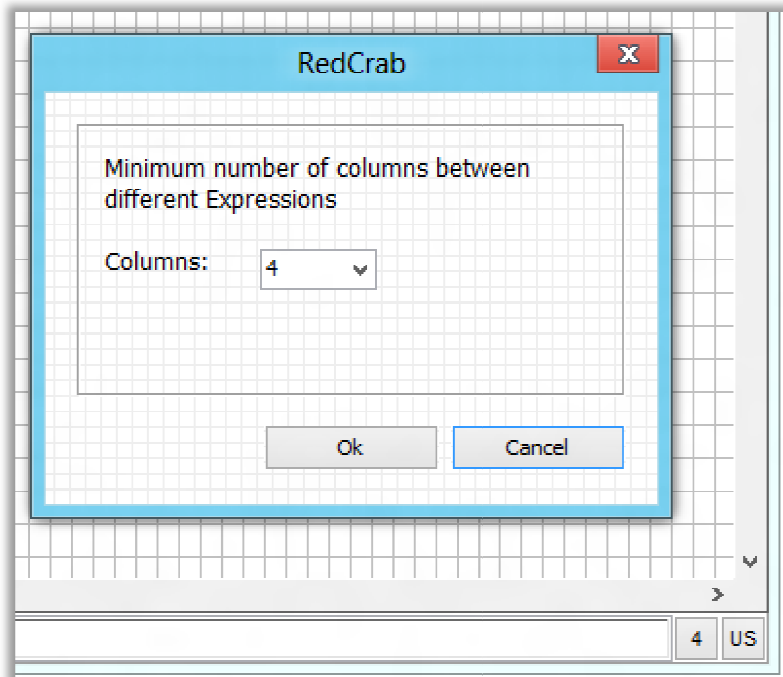 RedCrab
Minimum number of columns between
different Expressions
Columns:
4
Ok
Cancel
4
US